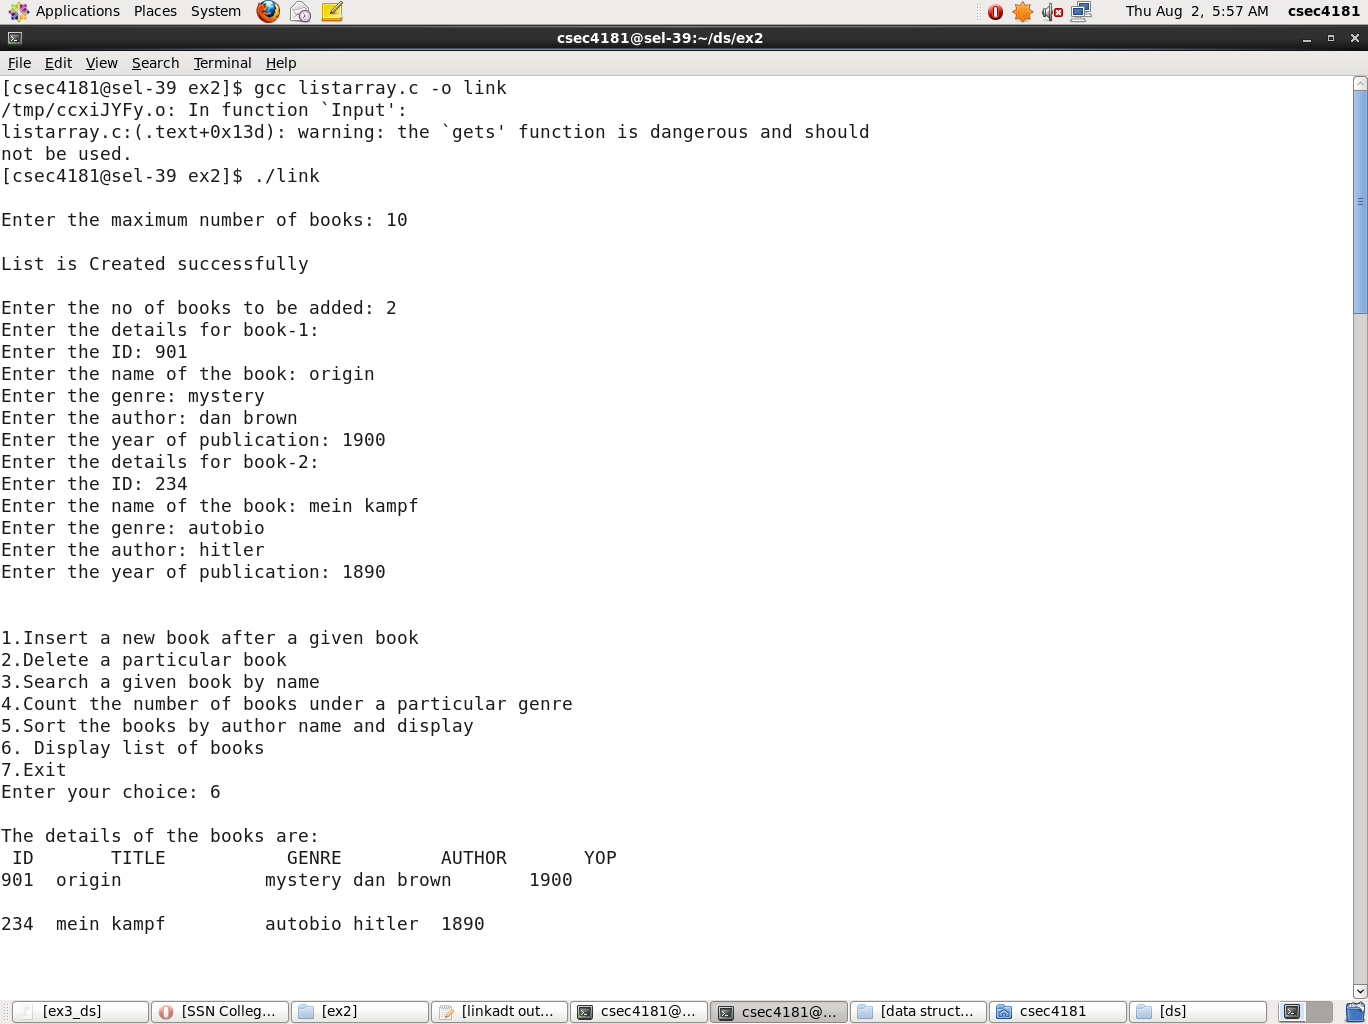 Applications Places System Thu Aug 2, 5:57 AM csec4181
csec4181@sel-39:~/ds/ex2
File Edit View Search Terminal Help
[csec4181@sel-39 ex2]$ gcc listarray.c -o link
/tmp/ccxiJYFy.o: In function `Input':
listarray.c:(.text+0x13d): warning: the `gets' function is dangerous and should
not be used.
[csec4181@sel-39 ex2]$ ./link
Enter the maximum number of books: 10
List is Created successfully
Enter the no of books to be added: 2
Enter the details for book-1:
Enter the ID: 901
Enter the name of the book: origin
Enter the genre: mystery
Enter the author: dan brown
Enter the year of publication: 1900
Enter the details for book-2:
Enter the ID: 234
Enter the name of the book: mein kampf
Enter the genre: autobio
Enter the author: hitler
Enter the year of publication: 1890
1.Insert a new book after a given book
2.Delete a particular book
3.Search a given book by name
4.Count the number of books under a particular genre
5.Sort the books by author name and display
6. Display list of books
7.Exit
Enter your choice: 6
The details of the books are:
ID TITLE GENRE AUTHOR YOP
901 origin mystery dan brown 1900
234 mein kampf autobio hitler 1890
[ex3_ds] [SSN Colleg... [ex2] [linkadt out... csec4181@... csec4181@... [data struct... csec4181 [ds]